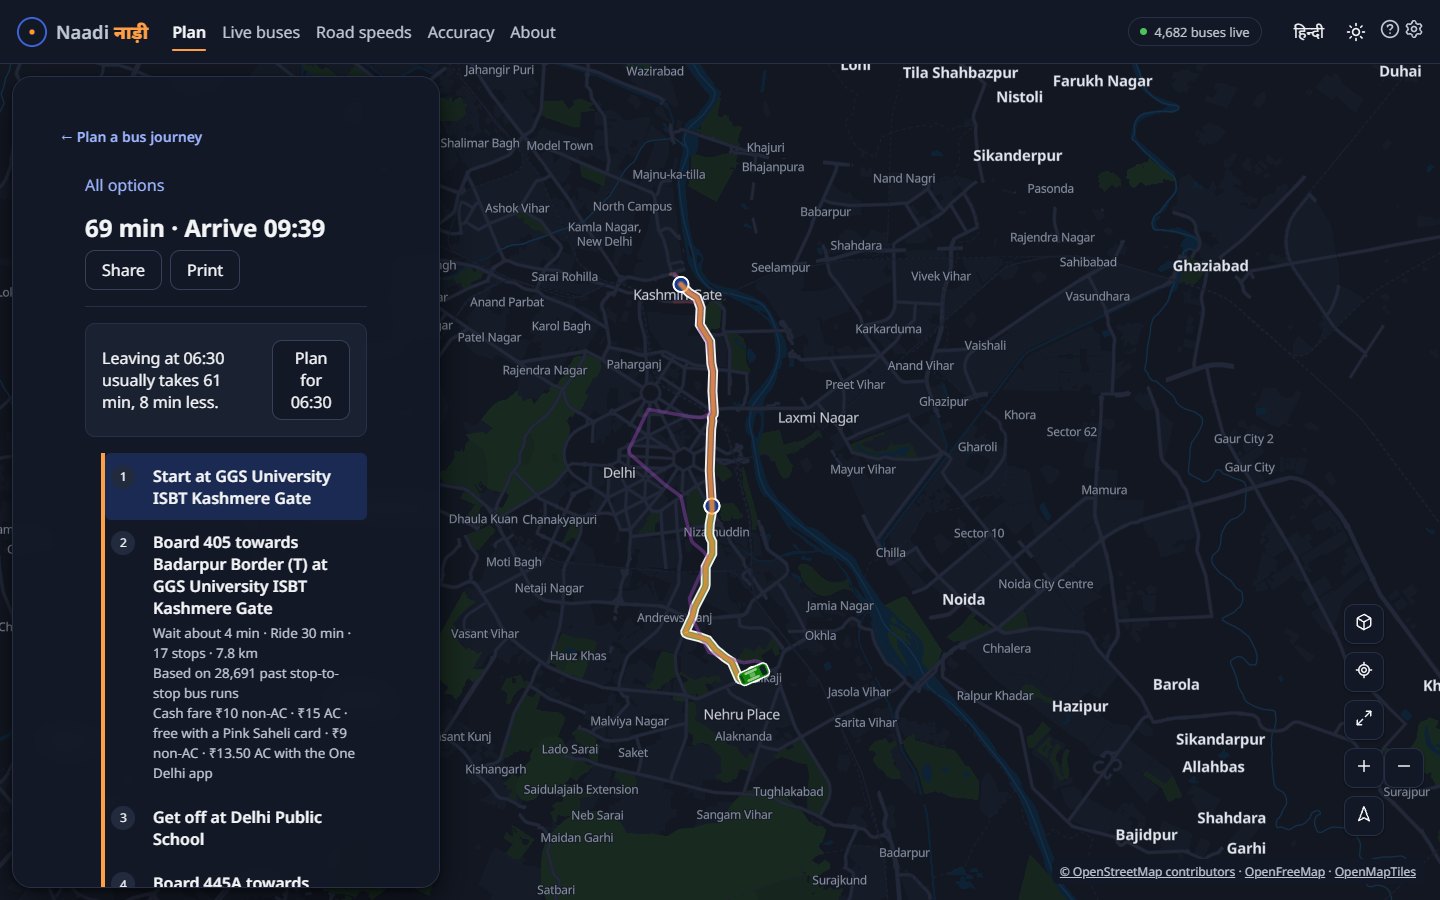 Naadi नाड़ी
Plan
Live buses
Road speeds
Accuracy
About
4,682 buses live
हिन्दी
← Plan a bus journey
All options
69 min · Arrive 09:39
Share
Print
Leaving at 06:30
usually takes 61
min, 8 min less.
Plan
for
06:30
1
Start at GGS University
ISBT Kashmere Gate
2
Board 405 towards
Badarpur Border (T) at
GGS University ISBT
Kashmere Gate
Wait about 4 min · Ride 30 min ·
17 stops · 7.8 km
Based on 28,691 past stop-to-
stop bus runs
Cash fare ₹10 non-AC · ₹15 AC ·
free with a Pink Saheli card · ₹9
non-AC · ₹13.50 AC with the One
Delhi app
3
Get off at Delhi Public
School
4
Board 445A towards
Jahangir Puri
Wazirabad
Loni
Tila Shahbazpur
Farukh Nagar
Duhai
Nistoli
Shalimar Bagh
Model Town
Khajuri
Bhajanpura
Sikanderpur
Majnu-ka-tilla
Nand Nagri
Pasonda
Ashok Vihar
North Campus
Babarpur
Kamla Nagar,
New Delhi
Shahdara
Rajendra Nagar
Sarai Rohilla
Seelampur
Vivek Vihar
Sahibabad
Ghaziabad
Kashmiri Gate
Anand Parbat
Vasundhara
Karol Bagh
Patel Nagar
Karkarduma
Vaishali
Rajendra Nagar
Paharganj
Anand Vihar
Preet Vihar
Ghazipur
Laxmi Nagar
Khora
Sector 62
Gharoli
Gaur City 2
Delhi
Mayur Vihar
Gaur City
Mamura
Dhaula Kuan
Chanakyapuri
Nizamuddin
Sector 10
Moti Bagh
Chilla
Netaji Nagar
Noida City Centre
Jamia Nagar
Noida
Andrews Ganj
Vasant Vihar
Okhla
Hauz Khas
Chhalera
Barola
Jasola Vihar
Ralpur Khadar
Hazipur
Nehru Place
Malviya Nagar
Sarita Vihar
Alaknanda
Sikandarpur
Lado Sarai
Saket
Kishangarh
Allahbas
Saidulajaib Extension
Tughlakabad
Surajpur
Neb Sarai
Sangam Vihar
Shahdara
Maidan Garhi
Bajidpur
Garhi
Badarpur
Surajkund
Satbari
© OpenStreetMap contributors · OpenFreeMap · OpenMapTiles